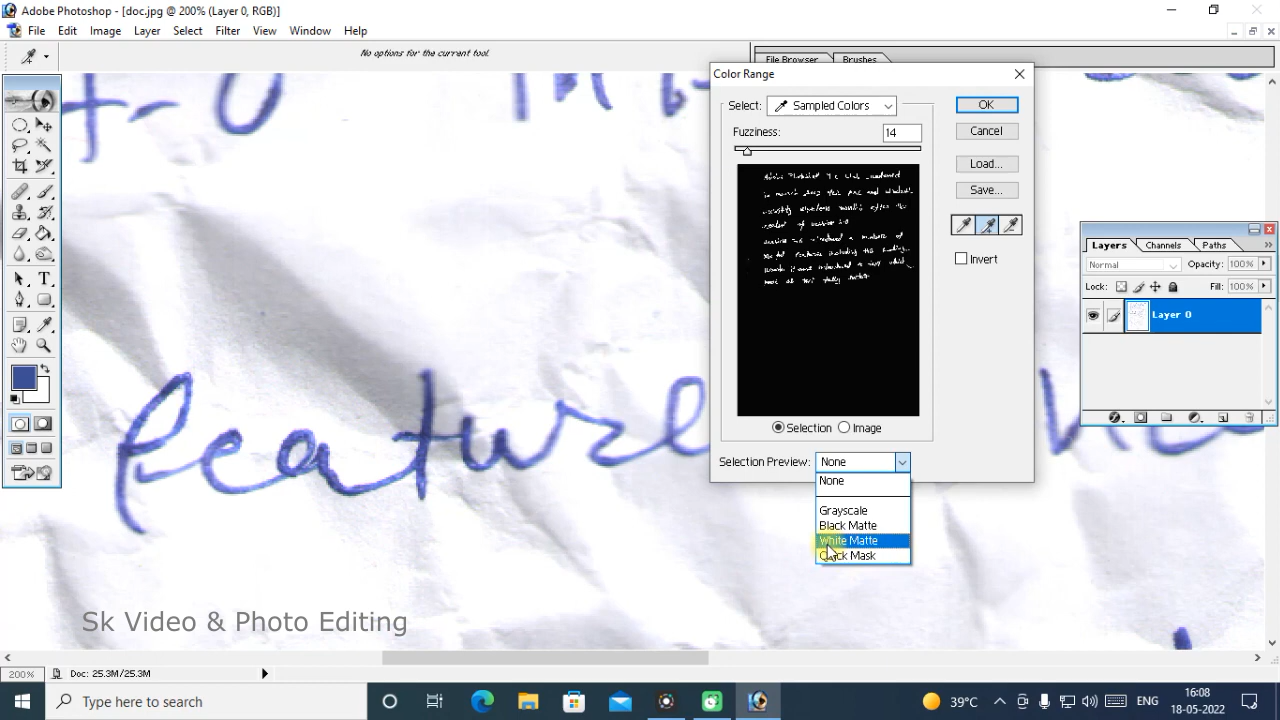 Adobe Photoshop - [doc.jpg @ 200% (Layer 0, RGB)]
File Edit Image Layer Select Filter View Window Help
No options for the current tool.
File Browser Brushes
Color Range
Select: Sampled Colors
OK
Fuzziness: 14
Cancel
Load...
Save...
Invert
Selection Image
Selection Preview: None
None
Grayscale
Black Matte
White Matte
Quick Mask
Layers Channels Paths
Normal Opacity: 100%
Lock: Fill: 100%
Layer 0
feature
Sk Video & Photo Editing
200% Doc: 25.3M/25.3M
Type here to search
39°C ENG 16:08
18-05-2022